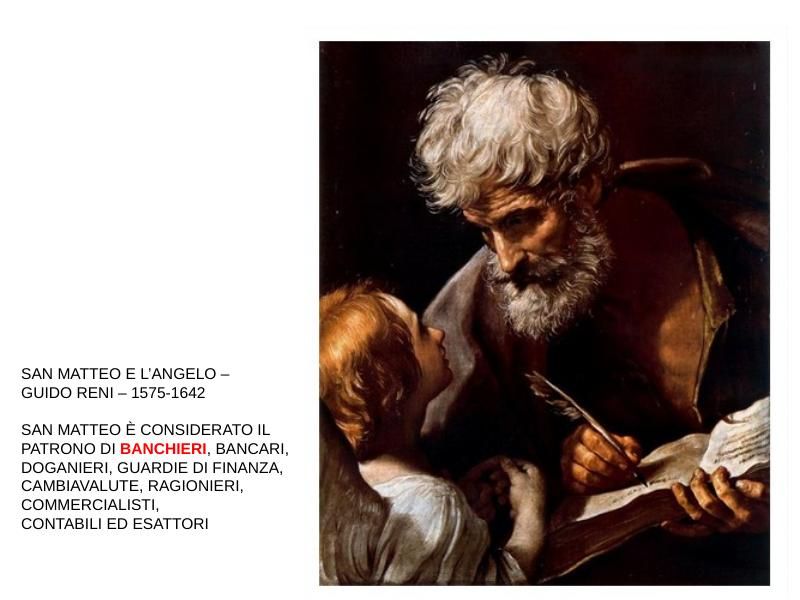 SAN MATTEO E L’ANGELO –
GUIDO RENI – 1575-1642
SAN MATTEO È CONSIDERATO IL
PATRONO DI BANCHIERI, BANCARI,
DOGANIERI, GUARDIE DI FINANZA,
CAMBIAVALUTE, RAGIONIERI,
COMMERCIALISTI,
CONTABILI ED ESATTORI